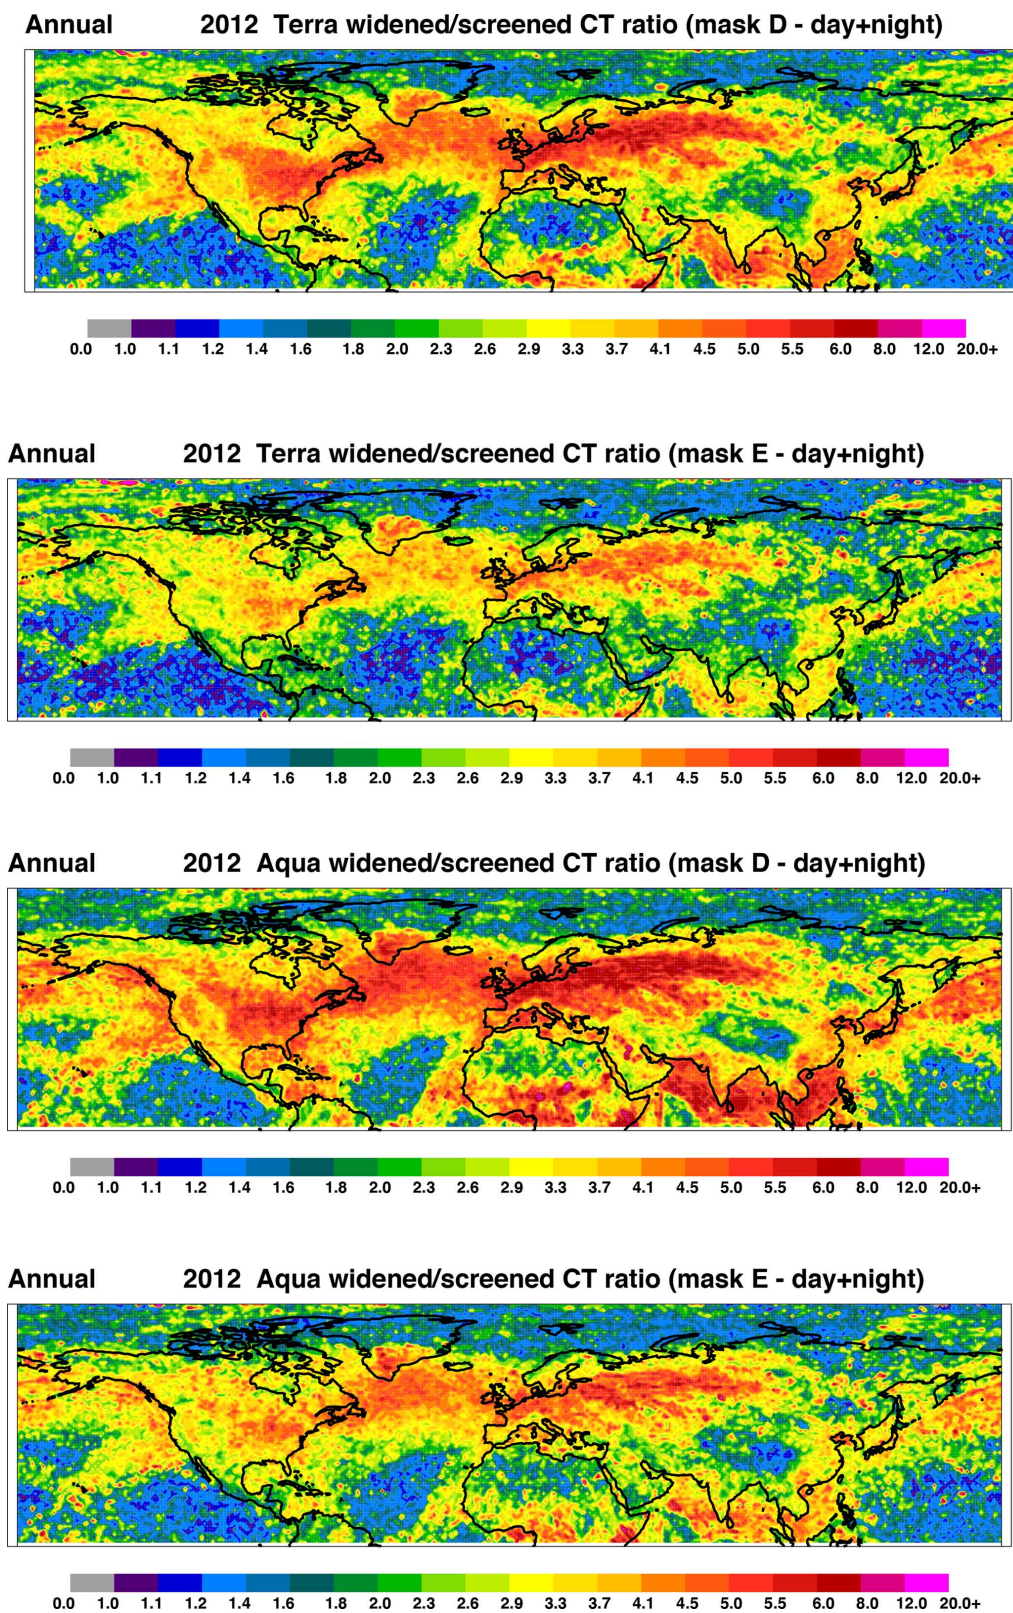 Annual 2012 Terra widened/screened CT ratio (mask D - day+night)
0.0 1.0 1.1 1.2 1.4 1.6 1.8 2.0 2.3 2.6 2.9 3.3 3.7 4.1 4.5 5.0 5.5 6.0 8.0 12.0 20.0+
Annual 2012 Terra widened/screened CT ratio (mask E - day+night)
0.0 1.0 1.1 1.2 1.4 1.6 1.8 2.0 2.3 2.6 2.9 3.3 3.7 4.1 4.5 5.0 5.5 6.0 8.0 12.0 20.0+
Annual 2012 Aqua widened/screened CT ratio (mask D - day+night)
0.0 1.0 1.1 1.2 1.4 1.6 1.8 2.0 2.3 2.6 2.9 3.3 3.7 4.1 4.5 5.0 5.5 6.0 8.0 12.0 20.0+
Annual 2012 Aqua widened/screened CT ratio (mask E - day+night)
0.0 1.0 1.1 1.2 1.4 1.6 1.8 2.0 2.3 2.6 2.9 3.3 3.7 4.1 4.5 5.0 5.5 6.0 8.0 12.0 20.0+